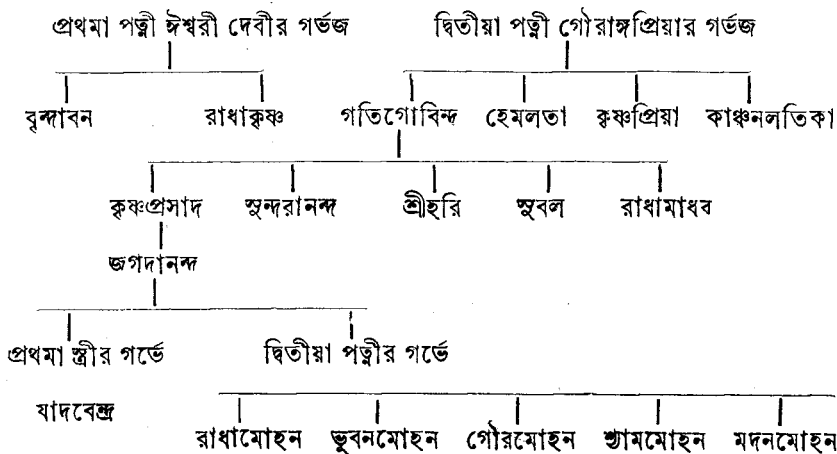 প্রথমা পত্নী ঈশ্বরী দেবীর গর্ভজ দ্বিতীয়া পত্নী গৌরাঙ্গপ্রিয়ার গর্ভজ
বৃন্দাবন রাধাকৃষ্ণ গতিগোবিন্দ হেমলতা কৃষ্ণপ্রিয়া কাঞ্চনলতিকা
কৃষ্ণপ্রসাদ সুন্দরানন্দ শ্রীহরি সুবল রাধামাধব
জগদানন্দ
প্রথমা স্ত্রীর গর্ভে দ্বিতীয়া পত্নীর গর্ভে
যাদবেন্দ্র
রাধামোহন ভুবনমোহন গৌরমোহন শ্যামমোহন মদনমোহন